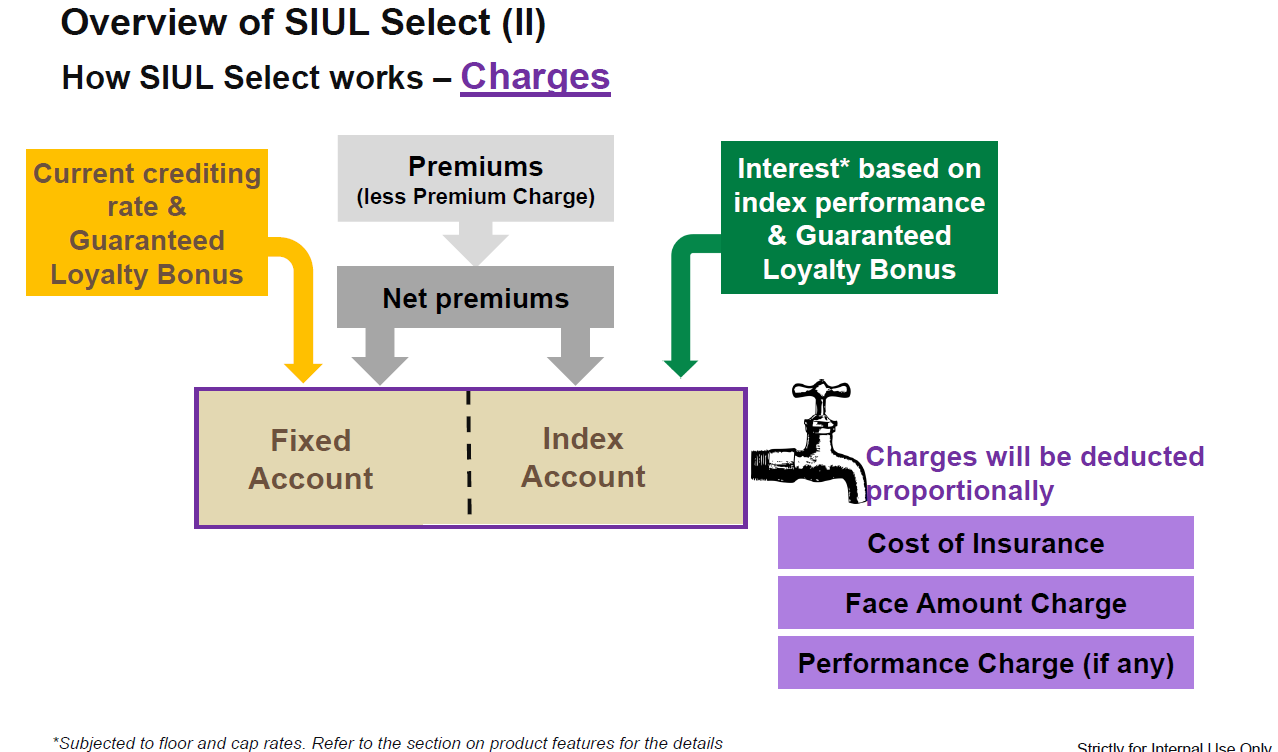 Overview of SIUL Select (II)
How SIUL Select works – Charges
Current crediting
rate &
Guaranteed
Loyalty Bonus
Premiums
(less Premium Charge)
Net premiums
Interest* based on
index performance
& Guaranteed
Loyalty Bonus
Fixed
Account
Index
Account
Charges will be deducted
proportionally
Cost of Insurance
Face Amount Charge
Performance Charge (if any)
*Subjected to floor and cap rates. Refer to the section on product features for the details
Strictly for Internal Use Only